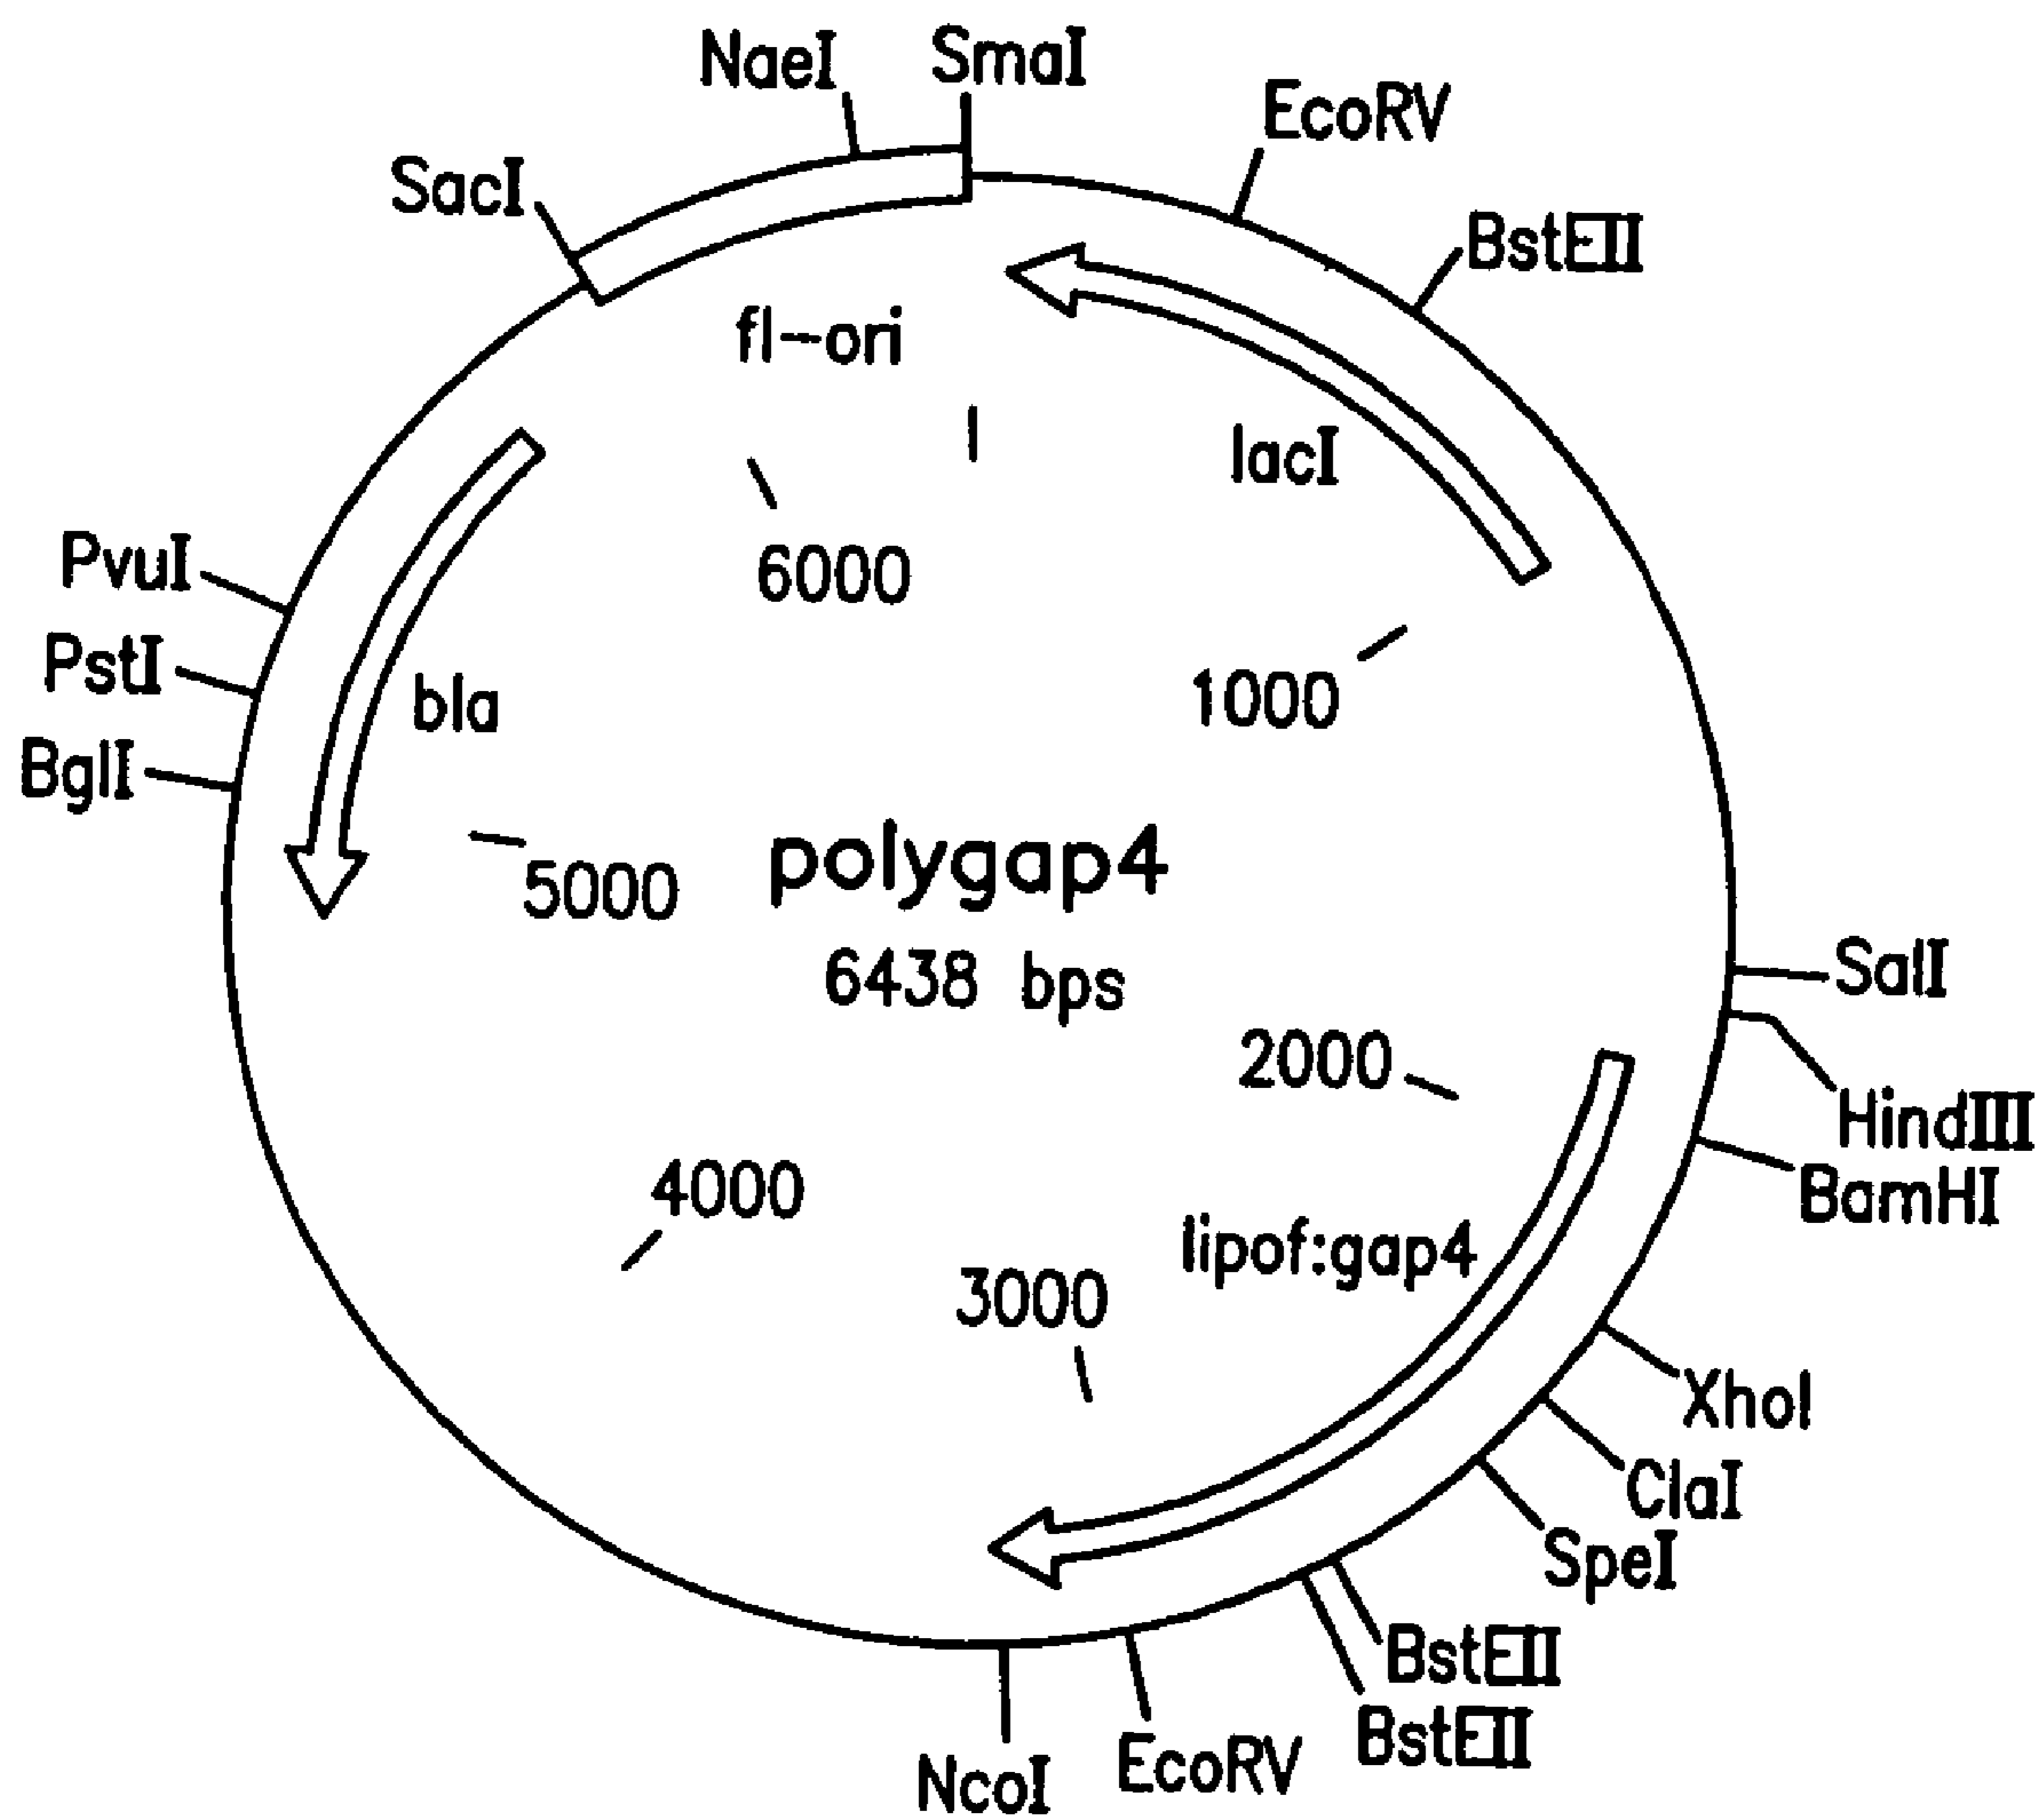 NaeI
SmaI
EcoRV
SacI
BstEII
fl-ori
lacI
6000
PvuI
1000
PstI
bla
BglI
polygap4
5000
6438 bps
SalI
2000
HindIII
4000
BamHI
lipof:gap4
3000
XhoI
ClaI
SpeI
BstEII
BstEII
EcoRV
NcoI